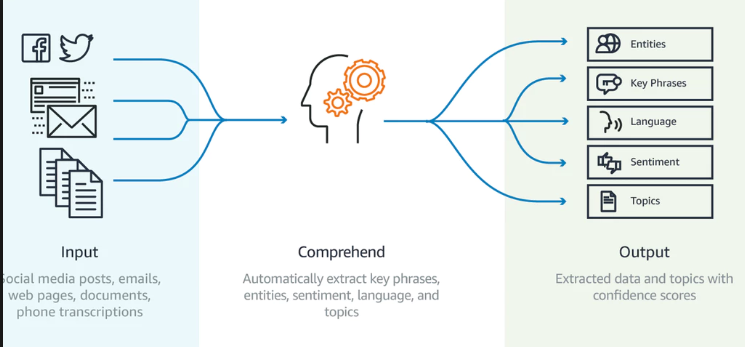 Entities
Key Phrases
Language
Sentiment
Topics
Input
Social media posts, emails,
web pages, documents,
phone transcriptions
Comprehend
Automatically extract key phrases,
entities, sentiment, language, and
topics
Output
Extracted data and topics with
confidence scores